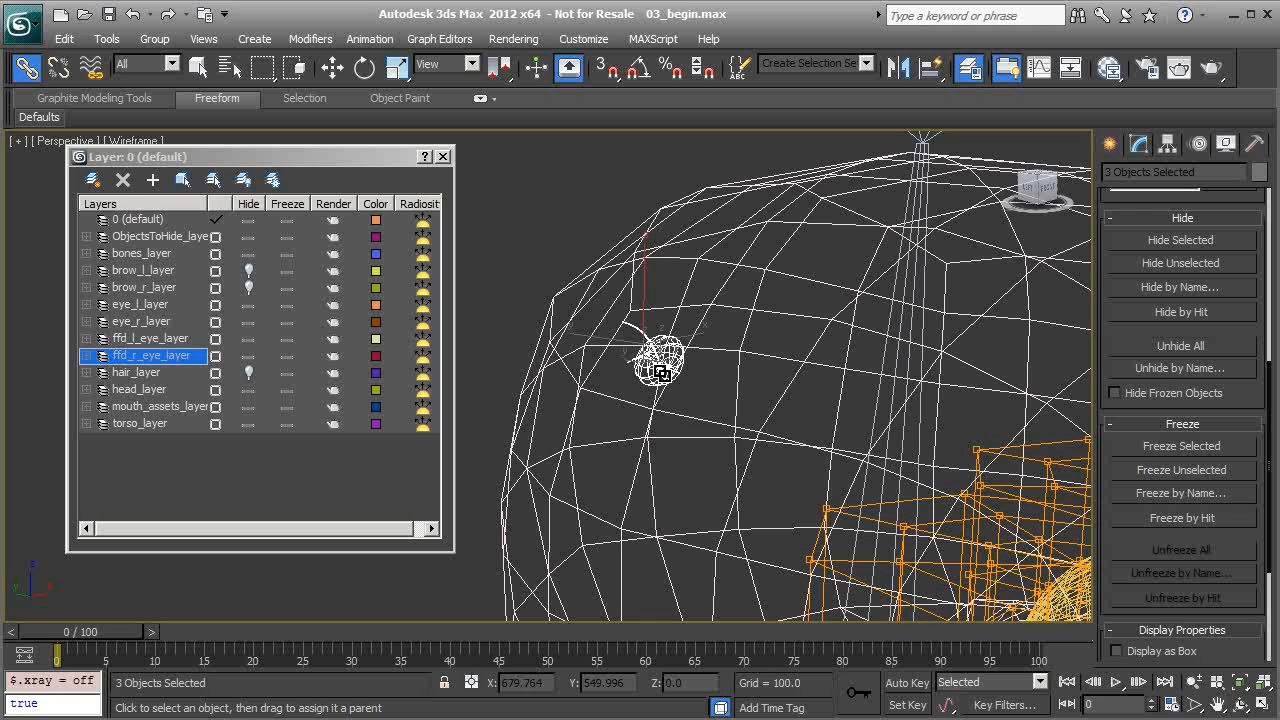 Autodesk 3ds Max 2012 x64 - Not for Resale 03_begin.max
Type a keyword or phrase
Edit Tools Group Views Create Modifiers Animation Graph Editors Rendering Customize MAXScript Help
All View 3 Create Selection Se
Graphite Modeling Tools Freeform Selection Object Paint
Defaults
[ + ] [ Perspective ] [ Wireframe ]
Layer: 0 (default)
Layers Hide Freeze Render Color Radiosit
0 (default)
ObjectsToHide_laye
bones_layer
brow_l_layer
brow_r_layer
eye_l_layer
eye_r_layer
ffd_l_eye_layer
ffd_r_eye_layer
hair_layer
head_layer
mouth_assets_layer
torso_layer
3 Objects Selected
Hide
Hide Selected
Hide Unselected
Hide by Name...
Hide by Hit
Unhide All
Unhide by Name...
Hide Frozen Objects
Freeze
Freeze Selected
Freeze Unselected
Freeze by Name...
Freeze by Hit
Unfreeze All
Unfreeze by Name...
Unfreeze by Hit
Display Properties
Display as Box
0 / 100
0 5 10 15 20 25 30 35 40 45 50 55 60 65 70 75 80 85 90 95 100
$.xray = off
true
3 Objects Selected X: 679.764 Y: 549.996 Z: 0.0 Grid = 100.0 Auto Key Selected
Click to select an object, then drag to assign it a parent Add Time Tag Set Key Key Filters... 0